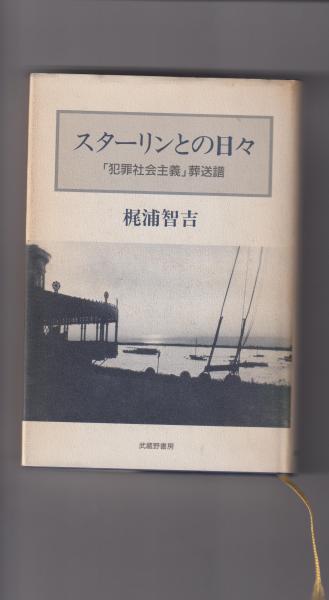 スターリンとの日々
「犯罪社会主義」葬送譜
梶浦智吉
武蔵野書房